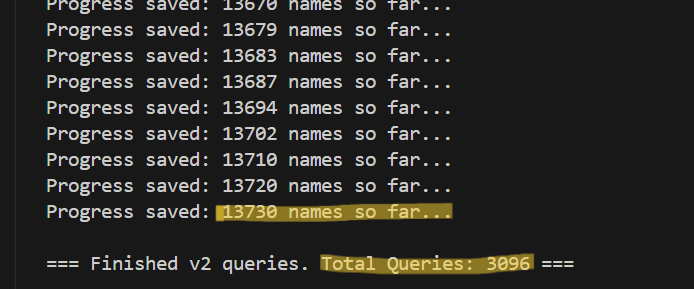 Progress saved: 13670 names so far...
Progress saved: 13679 names so far...
Progress saved: 13683 names so far...
Progress saved: 13687 names so far...
Progress saved: 13694 names so far...
Progress saved: 13702 names so far...
Progress saved: 13710 names so far...
Progress saved: 13720 names so far...
Progress saved: 13730 names so far...
=== Finished v2 queries. Total Queries: 3096 ===